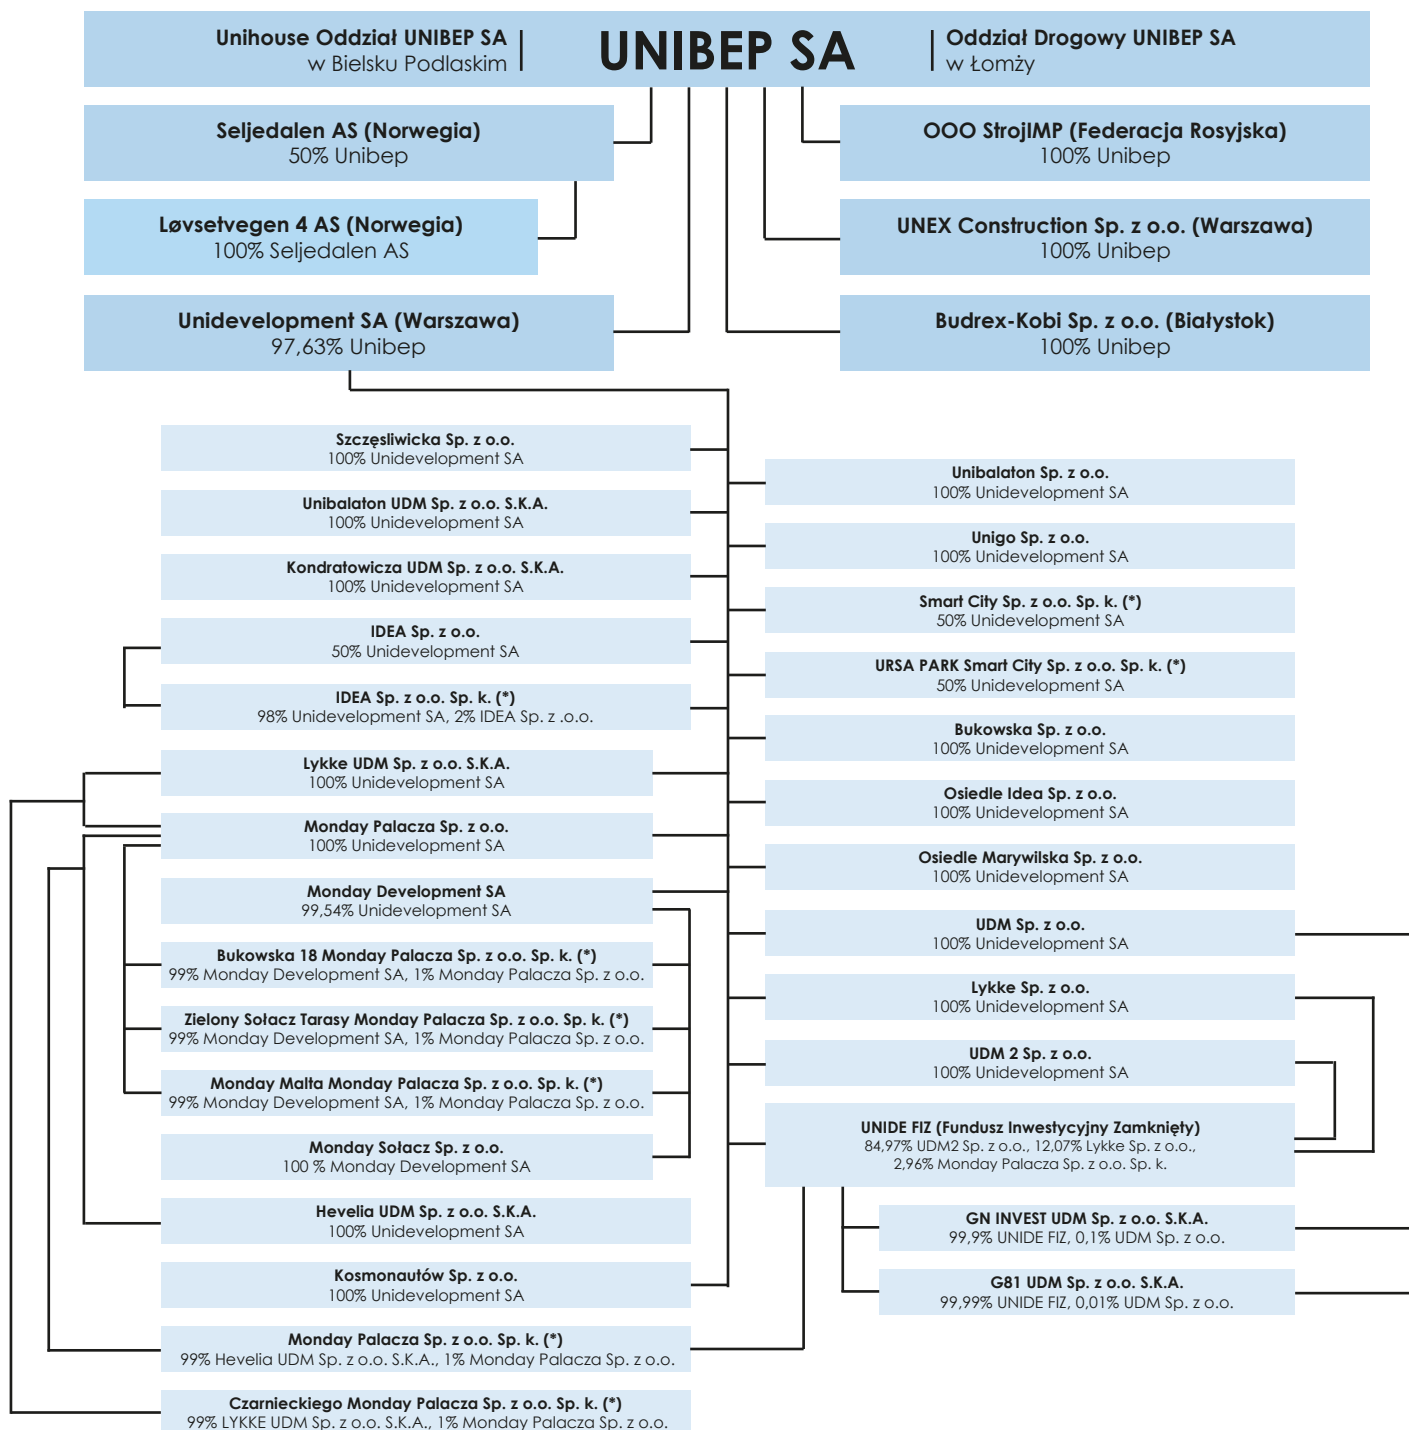 Unihouse Oddział UNIBEP SA
w Bielsku Podlaskim
UNIBEP SA
Oddział Drogowy UNIBEP SA
w Łomży
Seljedalen AS (Norwegia)
50% Unibep
OOO StrojIMP (Federacja Rosyjska)
100% Unibep
Løvsetvegen 4 AS (Norwegia)
100% Seljedalen AS
UNEX Construction Sp. z o.o. (Warszawa)
100% Unibep
Unidevelopment SA (Warszawa)
97,63% Unibep
Budrex-Kobi Sp. z o.o. (Białystok)
100% Unibep
Szczęsliwicka Sp. z o.o.
100% Unidevelopment SA
Unibalaton UDM Sp. z o.o. S.K.A.
100% Unidevelopment SA
Kondratowicza UDM Sp. z o.o. S.K.A.
100% Unidevelopment SA
IDEA Sp. z o.o.
50% Unidevelopment SA
IDEA Sp. z o.o. Sp. k. (*)
98% Unidevelopment SA, 2% IDEA Sp. z .o.o.
Lykke UDM Sp. z o.o. S.K.A.
100% Unidevelopment SA
Monday Palacza Sp. z o.o.
100% Unidevelopment SA
Monday Development SA
99,54% Unidevelopment SA
Bukowska 18 Monday Palacza Sp. z o.o. Sp. k. (*)
99% Monday Development SA, 1% Monday Palacza Sp. z o.o.
Zielony Sołacz Tarasy Monday Palacza Sp. z o.o. Sp. k. (*)
99% Monday Development SA, 1% Monday Palacza Sp. z o.o.
Monday Malta Monday Palacza Sp. z o.o. Sp. k. (*)
99% Monday Development SA, 1% Monday Palacza Sp. z o.o.
Monday Sołacz Sp. z o.o.
100 % Monday Development SA
Hevelia UDM Sp. z o.o. S.K.A.
100% Unidevelopment SA
Kosmonautów Sp. z o.o.
100% Unidevelopment SA
Monday Palacza Sp. z o.o. Sp. k. (*)
99% Hevelia UDM Sp. z o.o. S.K.A., 1% Monday Palacza Sp. z o.o.
Czarnieckiego Monday Palacza Sp. z o.o. Sp. k. (*)
99% LYKKE UDM Sp. z o.o. S.K.A., 1% Monday Palacza Sp. z o.o.
Unibalaton Sp. z o.o.
100% Unidevelopment SA
Unigo Sp. z o.o.
100% Unidevelopment SA
Smart City Sp. z o.o. Sp. k. (*)
50% Unidevelopment SA
URSA PARK Smart City Sp. z o.o. Sp. k. (*)
50% Unidevelopment SA
Bukowska Sp. z o.o.
100% Unidevelopment SA
Osiedle Idea Sp. z o.o.
100% Unidevelopment SA
Osiedle Marywilska Sp. z o.o.
100% Unidevelopment SA
UDM Sp. z o.o.
100% Unidevelopment SA
Lykke Sp. z o.o.
100% Unidevelopment SA
UDM 2 Sp. z o.o.
100% Unidevelopment SA
UNIDE FIZ (Fundusz Inwestycyjny Zamknięty)
84,97% UDM2 Sp. z o.o., 12,07% Lykke Sp. z o.o.,
2,96% Monday Palacza Sp. z o.o. Sp. k.
GN INVEST UDM Sp. z o.o. S.K.A.
99,9% UNIDE FIZ, 0,1% UDM Sp. z o.o.
G81 UDM Sp. z o.o. S.K.A.
99,99% UNIDE FIZ, 0,01% UDM Sp. z o.o.